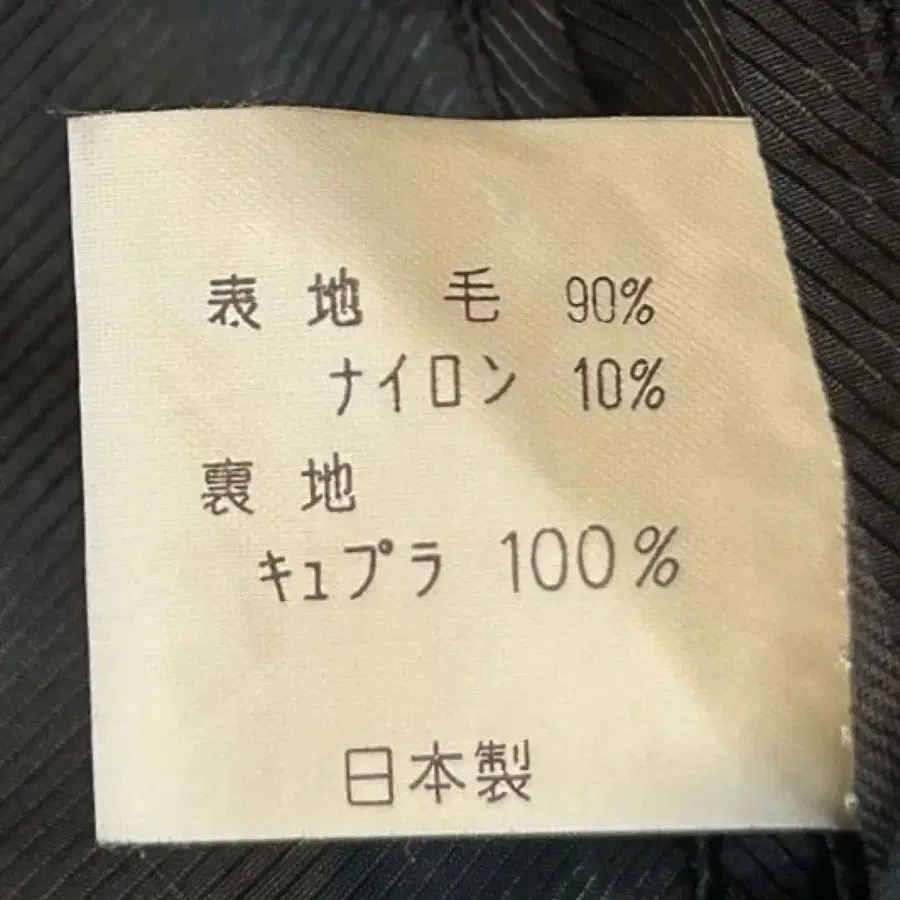 表地 毛 90%
ナイロン 10%
裏地
キュプラ 100%
日本製